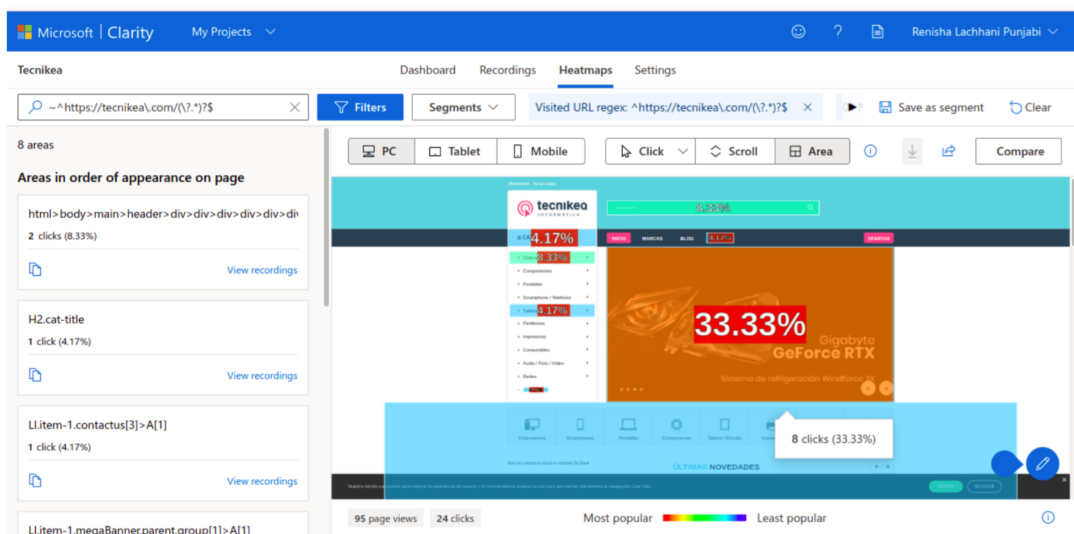 Microsoft | Clarity My Projects ? Renisha Lachhani Punjabi
Tecnikea Dashboard Recordings Heatmaps Settings
~^https://tecnikea\.com/(\?.*)?$ Filters Segments Visited URL regex: ^https://tecnikea\.com/(\?.*)?$ × Save as segment Clear
8 areas
PC Tablet Mobile Click Scroll Area Compare
Areas in order of appearance on page
html>body>main>header>div>div>div>div>div>div
2 clicks (8.33%)
View recordings
H2.cat-title
1 click (4.17%)
View recordings
LI.item-1.contactus[3]>A[1]
1 click (4.17%)
View recordings
LI.item-1.megaBanner.parent.group[1]>A[1]
tecnikea
INFORMÁTICA
8.33%
4.17%
INICIO MARCAS BLOG 4.17% OFERTAS
8.33%
Componentes
Portátiles
Smartphone / Telefonía
4.17%
Periféricos
Impresoras
Consumibles
Audio / Foto / Vídeo
Redes
33.33%
Gigabyte
GeForce RTX
Sistema de refrigeración Windforce 3X
Ordenadores Smartphones Portátiles Componentes
8 clicks (33.33%)
ÚLTIMAS NOVEDADES
95 page views 24 clicks Most popular Least popular